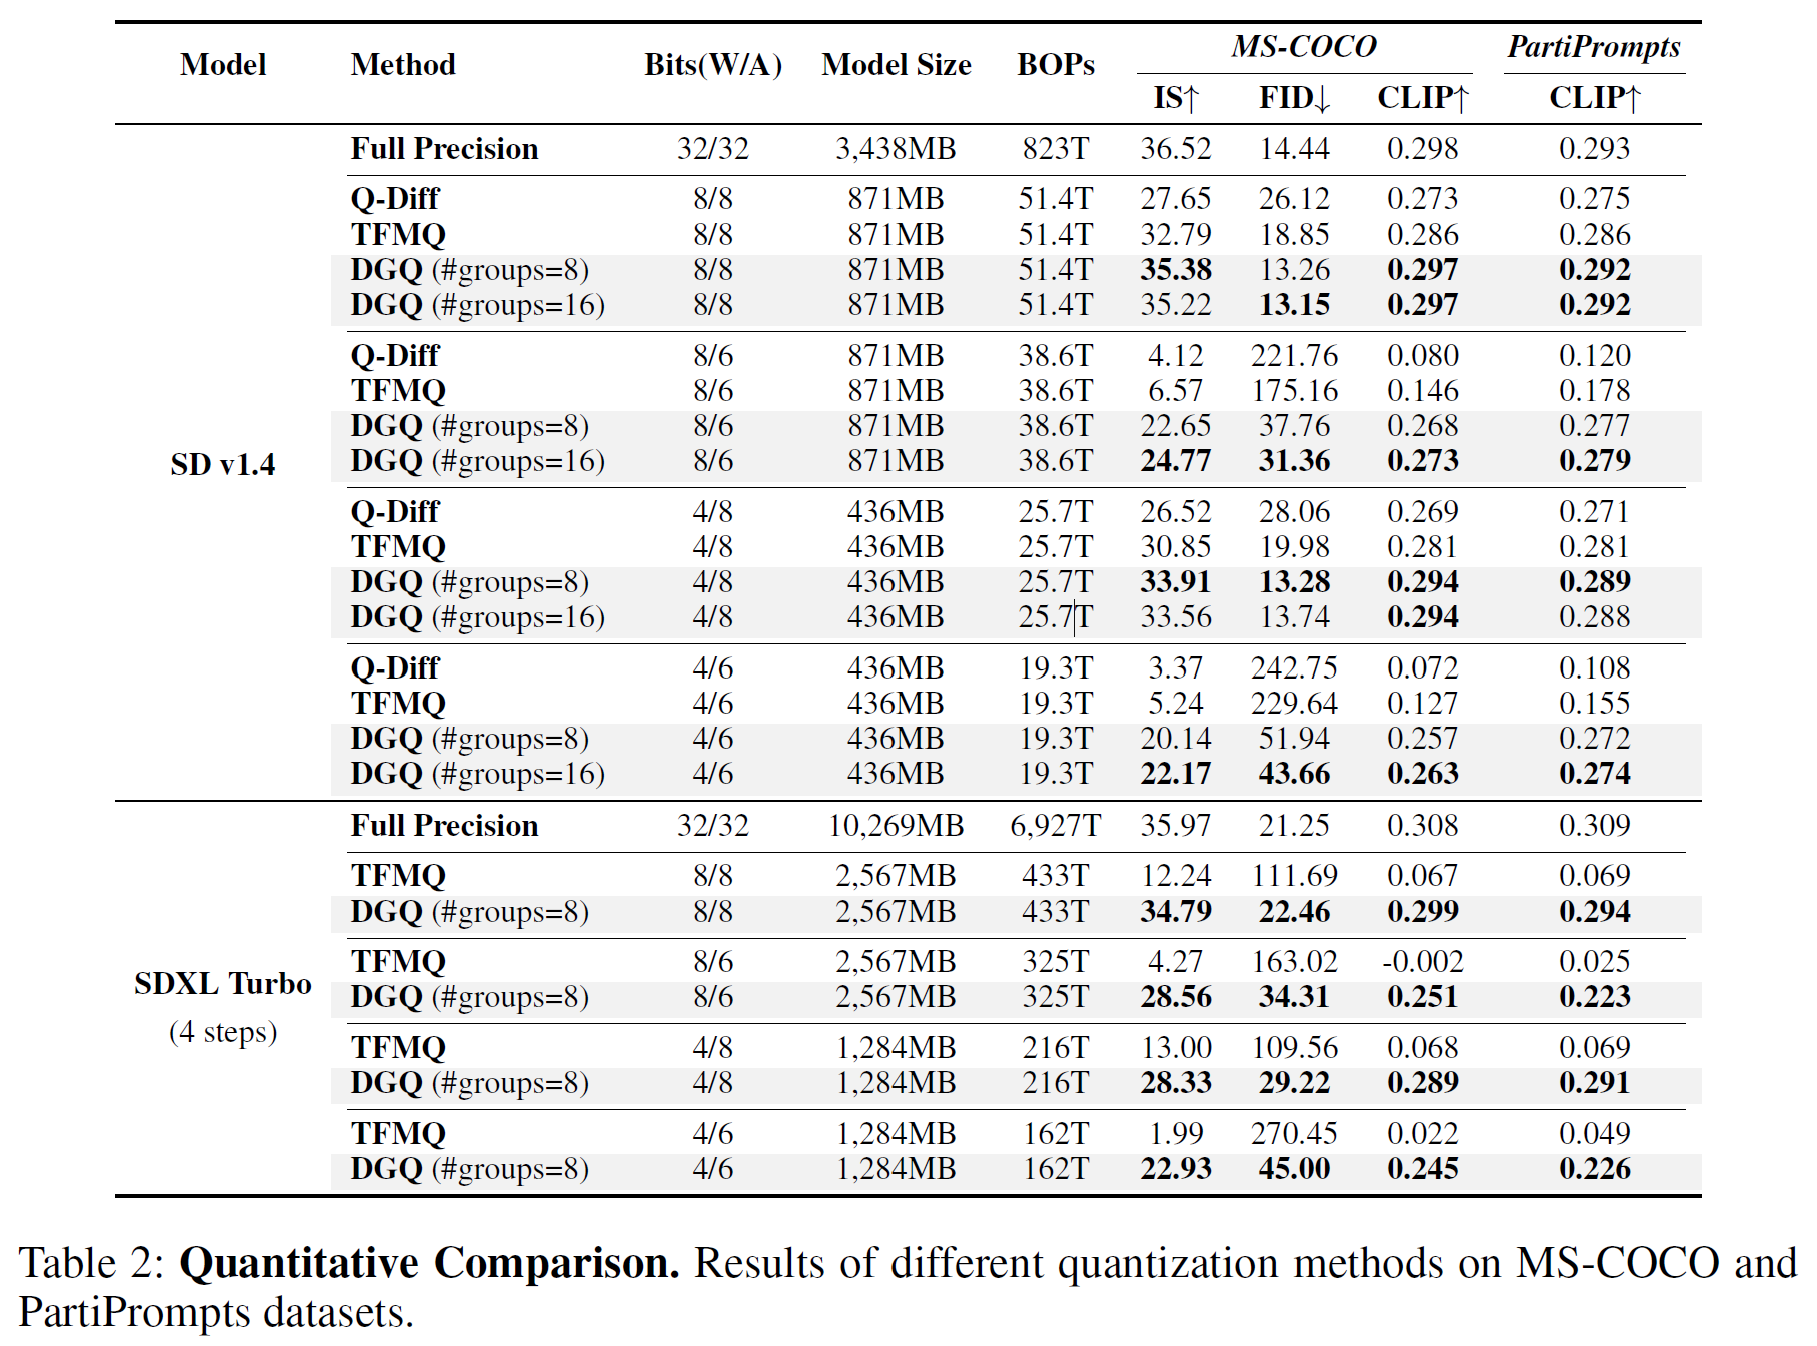 Model Method Bits(W/A) Model Size BOPs MS-COCO PartiPrompts
IS↑ FID↓ CLIP↑ CLIP↑
Full Precision 32/32 3,438MB 823T 36.52 14.44 0.298 0.293
Q-Diff 8/8 871MB 51.4T 27.65 26.12 0.273 0.275
TFMQ 8/8 871MB 51.4T 32.79 18.85 0.286 0.286
DGQ (#groups=8) 8/8 871MB 51.4T 35.38 13.26 0.297 0.292
DGQ (#groups=16) 8/8 871MB 51.4T 35.22 13.15 0.297 0.292
Q-Diff 8/6 871MB 38.6T 4.12 221.76 0.080 0.120
TFMQ 8/6 871MB 38.6T 6.57 175.16 0.146 0.178
DGQ (#groups=8) 8/6 871MB 38.6T 22.65 37.76 0.268 0.277
SD v1.4 DGQ (#groups=16) 8/6 871MB 38.6T 24.77 31.36 0.273 0.279
Q-Diff 4/8 436MB 25.7T 26.52 28.06 0.269 0.271
TFMQ 4/8 436MB 25.7T 30.85 19.98 0.281 0.281
DGQ (#groups=8) 4/8 436MB 25.7T 33.91 13.28 0.294 0.289
DGQ (#groups=16) 4/8 436MB 25.7T 33.56 13.74 0.294 0.288
Q-Diff 4/6 436MB 19.3T 3.37 242.75 0.072 0.108
TFMQ 4/6 436MB 19.3T 5.24 229.64 0.127 0.155
DGQ (#groups=8) 4/6 436MB 19.3T 20.14 51.94 0.257 0.272
DGQ (#groups=16) 4/6 436MB 19.3T 22.17 43.66 0.263 0.274
Full Precision 32/32 10,269MB 6,927T 35.97 21.25 0.308 0.309
TFMQ 8/8 2,567MB 433T 12.24 111.69 0.067 0.069
DGQ (#groups=8) 8/8 2,567MB 433T 34.79 22.46 0.299 0.294
TFMQ 8/6 2,567MB 325T 4.27 163.02 -0.002 0.025
SDXL Turbo DGQ (#groups=8) 8/6 2,567MB 325T 28.56 34.31 0.251 0.223
(4 steps)
TFMQ 4/8 1,284MB 216T 13.00 109.56 0.068 0.069
DGQ (#groups=8) 4/8 1,284MB 216T 28.33 29.22 0.289 0.291
TFMQ 4/6 1,284MB 162T 1.99 270.45 0.022 0.049
DGQ (#groups=8) 4/6 1,284MB 162T 22.93 45.00 0.245 0.226
Table 2: Quantitative Comparison. Results of different quantization methods on MS-COCO and
PartiPrompts datasets.